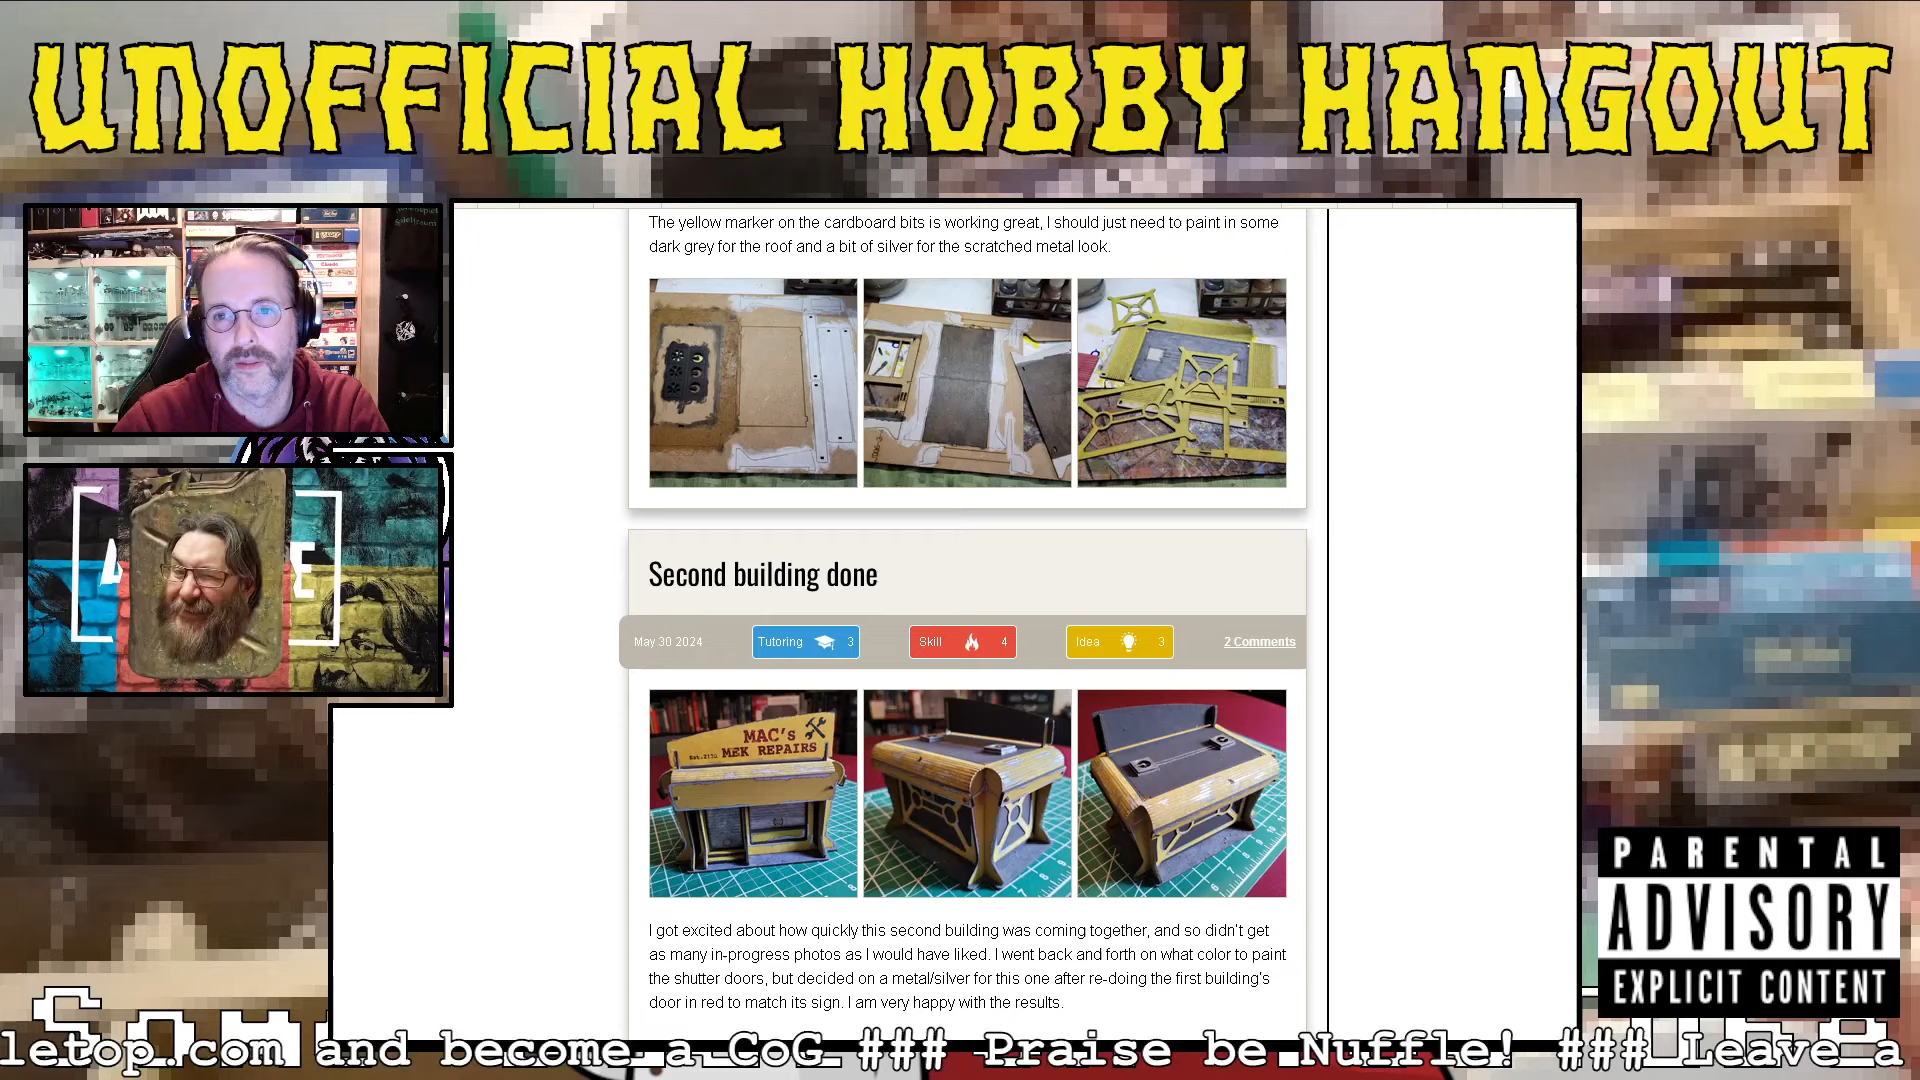 UNOFFICIAL HOBBY HANGOUT
The yellow marker on the cardboard bits is working great, I should just need to paint in some
dark grey for the roof and a bit of silver for the scratched metal look.
Second building done
May 30 2024
Tutoring 3
Skill 4
Idea 3
2 Comments
MAC's
Est.2130 MEK REPAIRS
I got excited about how quickly this second building was coming together, and so didn't get
as many in-progress photos as I would have liked. I went back and forth on what color to paint
the shutter doors, but decided on a metal/silver for this one after re-doing the first building's
door in red to match its sign. I am very happy with the results.
PARENTAL
ADVISORY
EXPLICIT CONTENT
letop.com and become a CoG ### Praise be Nuffle! ### Leave a